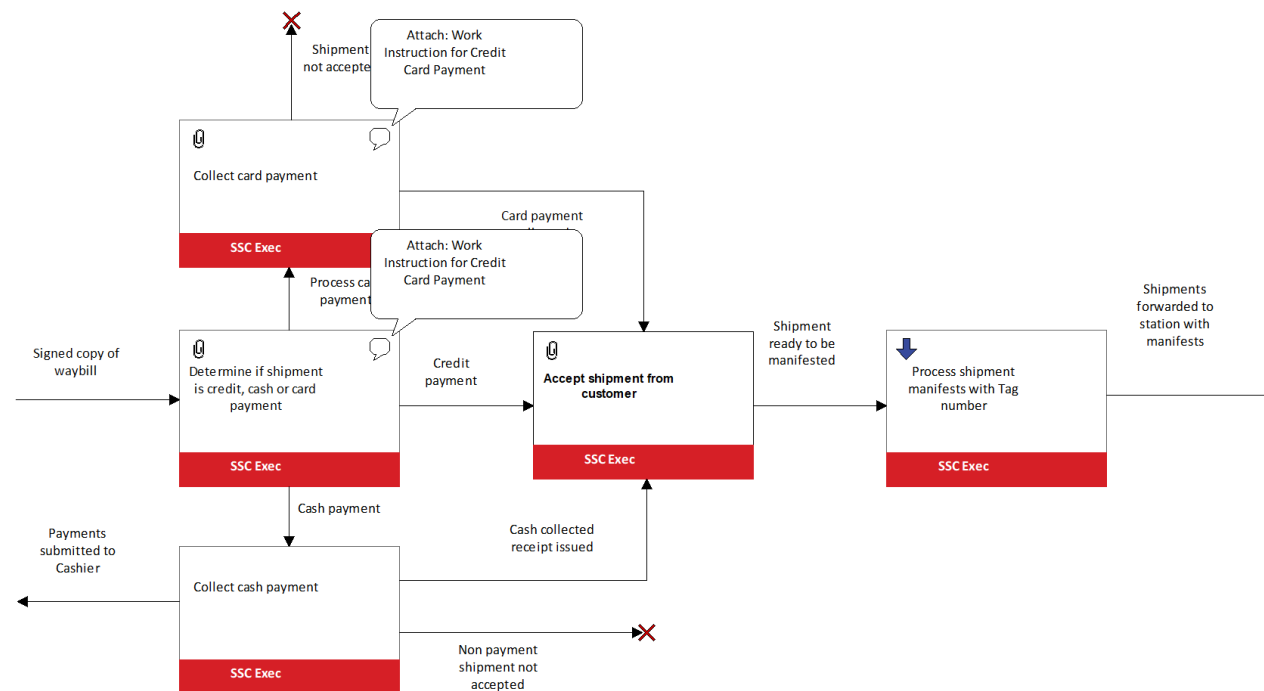 Shipment
not accepte
Attach: Work
Instruction for Credit
Card Payment
Collect card payment
SSC Exec
Card payment
Attach: Work
Instruction for Credit
Card Payment
Process ca
payment
Signed copy of
waybill
Determine if shipment
is credit, cash or card
payment
SSC Exec
Credit
payment
Accept shipment from
customer
SSC Exec
Shipment
ready to be
manifested
Process shipment
manifests with Tag
number
SSC Exec
Shipments
forwarded to
station with
manifests
Cash payment
Payments
submitted to
Cashier
Collect cash payment
SSC Exec
Cash collected
receipt issued
Non payment
shipment not
accepted